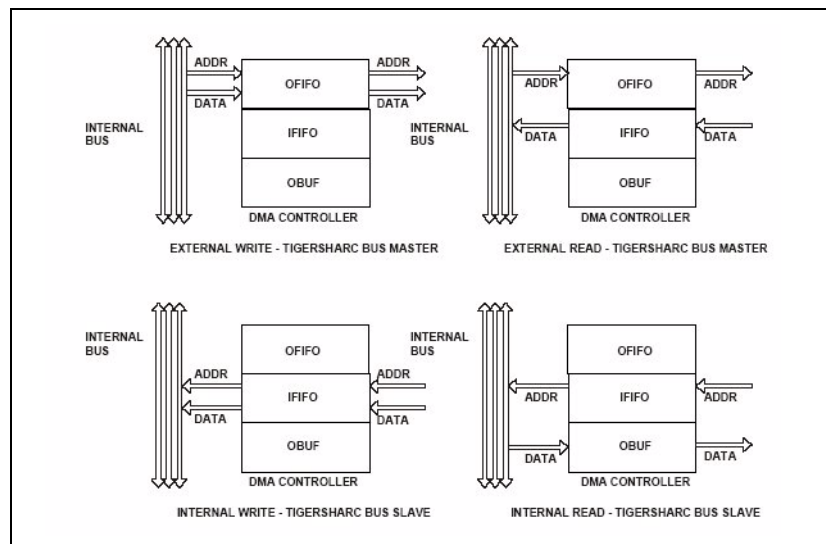 ADDR
ADDR
OFIFO
DATA
DATA
INTERNAL
BUS
IFIFO
OBUF
DMA CONTROLLER
EXTERNAL WRITE - TIGERSHARC BUS MASTER
OFIFO
ADDR
ADDR
INTERNAL
BUS
IFIFO
DATA
DATA
OBUF
DMA CONTROLLER
EXTERNAL READ - TIGERSHARC BUS MASTER
INTERNAL
BUS
OFIFO
ADDR
ADDR
IFIFO
DATA
DATA
OBUF
DMA CONTROLLER
INTERNAL WRITE - TIGERSHARC BUS SLAVE
INTERNAL
BUS
OFIFO
IFIFO
ADDR
ADDR
OBUF
DATA
DATA
DMA CONTROLLER
INTERNAL READ - TIGERSHARC BUS SLAVE